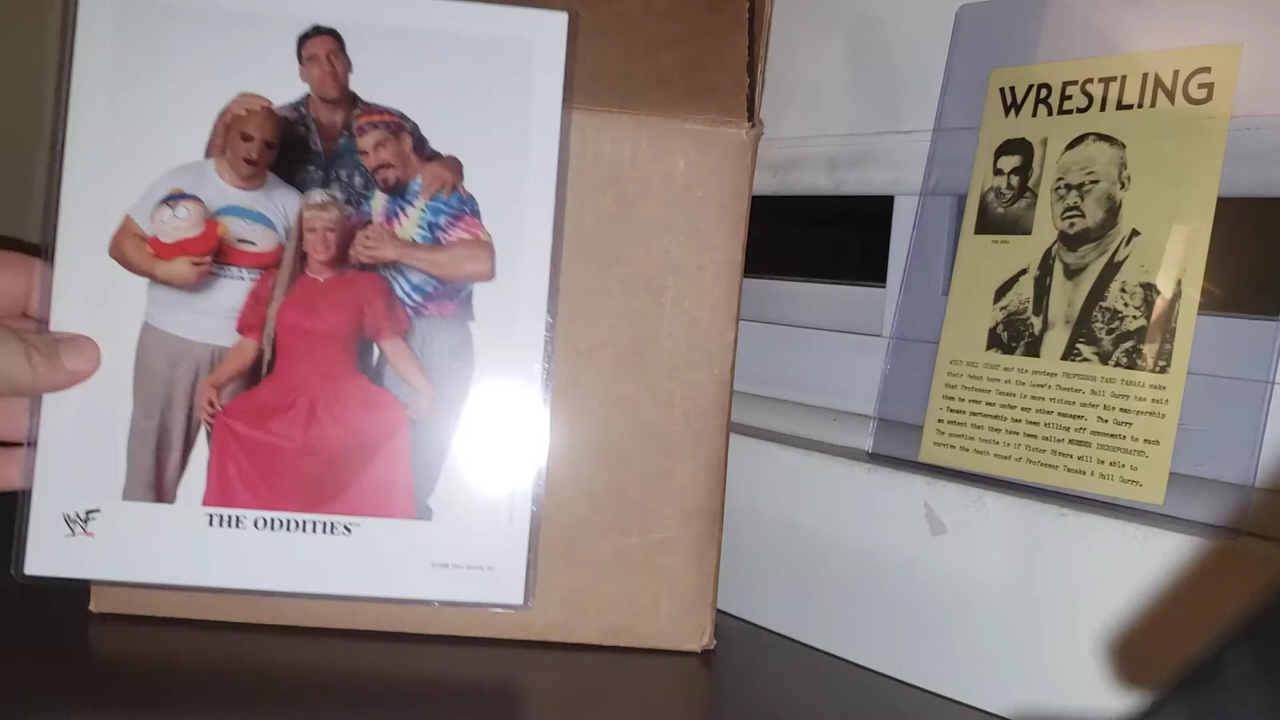 WF
THE ODDITIES™
WRESTLING
WILD BULL CURRY and his protege PROFESSOR TARO TANAKA make
their debut here at the Loew's Theater. Bull Curry has said
that Professor Tanaka is more vicious under his managership
then he ever was under any other manager. The Curry
- Tanaka partnership has been killing off opponents to such
an extent that they have been called MURDER INCORPORATED.
The question tonite is if Victor Rivera will be able to
survive the death squad of Professor Tanaka & Bull Curry.